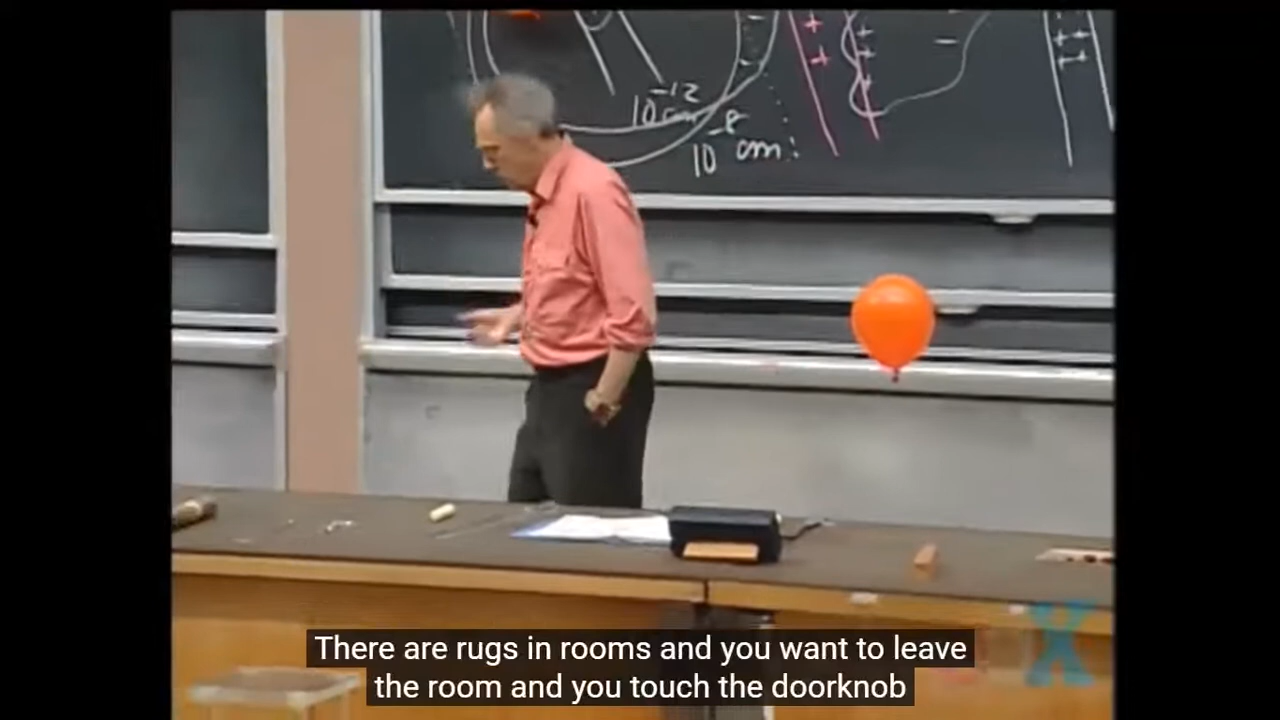 10⁻¹² cm
10⁻⁸ cm
+ -
+ +
+ ++
+ ++
There are rugs in rooms and you want to leave
the room and you touch the doorknob
X